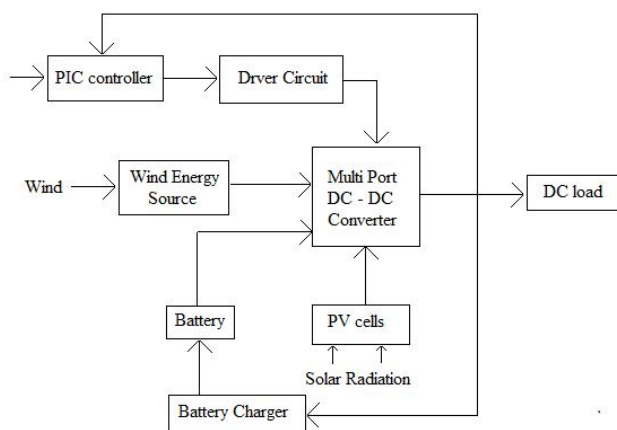 PIC controller
Drver Circuit
Wind
Wind Energy
Source
Multi Port
DC - DC
Converter
DC load
Battery
PV cells
Solar Radiation
Battery Charger